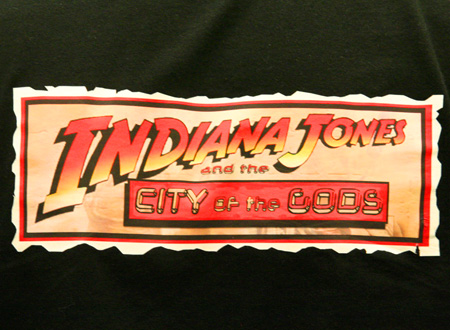 INDIANA JONES
and the
CITY OF the GODS